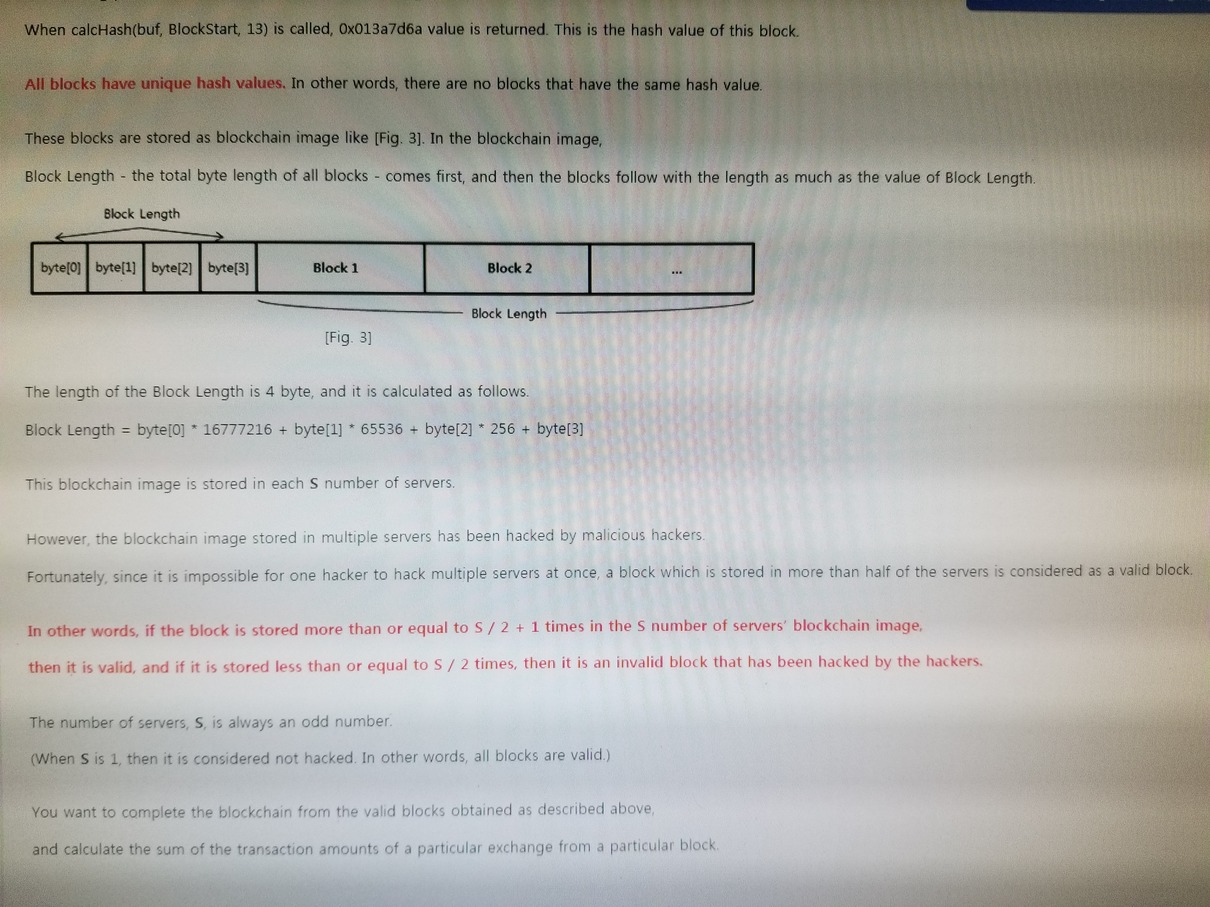 When calcHash(buf, BlockStart, 13) is called, 0x013a7d6a value is returned. This is the hash value of this block.
All blocks have unique hash values. In other words, there are no blocks that have the same hash value.
These blocks are stored as blockchain image like [Fig. 3]. In the blockchain image,
Block Length - the total byte length of all blocks - comes first, and then the blocks follow with the length as much as the value of Block Length.
Block Length
byte[0] byte[1] byte[2] byte[3] Block 1 Block 2 ...
Block Length
[Fig. 3]
The length of the Block Length is 4 byte, and it is calculated as follows.
Block Length = byte[0] * 16777216 + byte[1] * 65536 + byte[2] * 256 + byte[3]
This blockchain image is stored in each S number of servers.
However, the blockchain image stored in multiple servers has been hacked by malicious hackers.
Fortunately, since it is impossible for one hacker to hack multiple servers at once, a block which is stored in more than half of the servers is considered as a valid block.
In other words, if the block is stored more than or equal to S / 2 + 1 times in the S number of servers' blockchain image,
then it is valid, and if it is stored less than or equal to S / 2 times, then it is an invalid block that has been hacked by the hackers.
The number of servers, S, is always an odd number.
(When S is 1, then it is considered not hacked. In other words, all blocks are valid.)
You want to complete the blockchain from the valid blocks obtained as described above,
and calculate the sum of the transaction amounts of a particular exchange from a particular block.